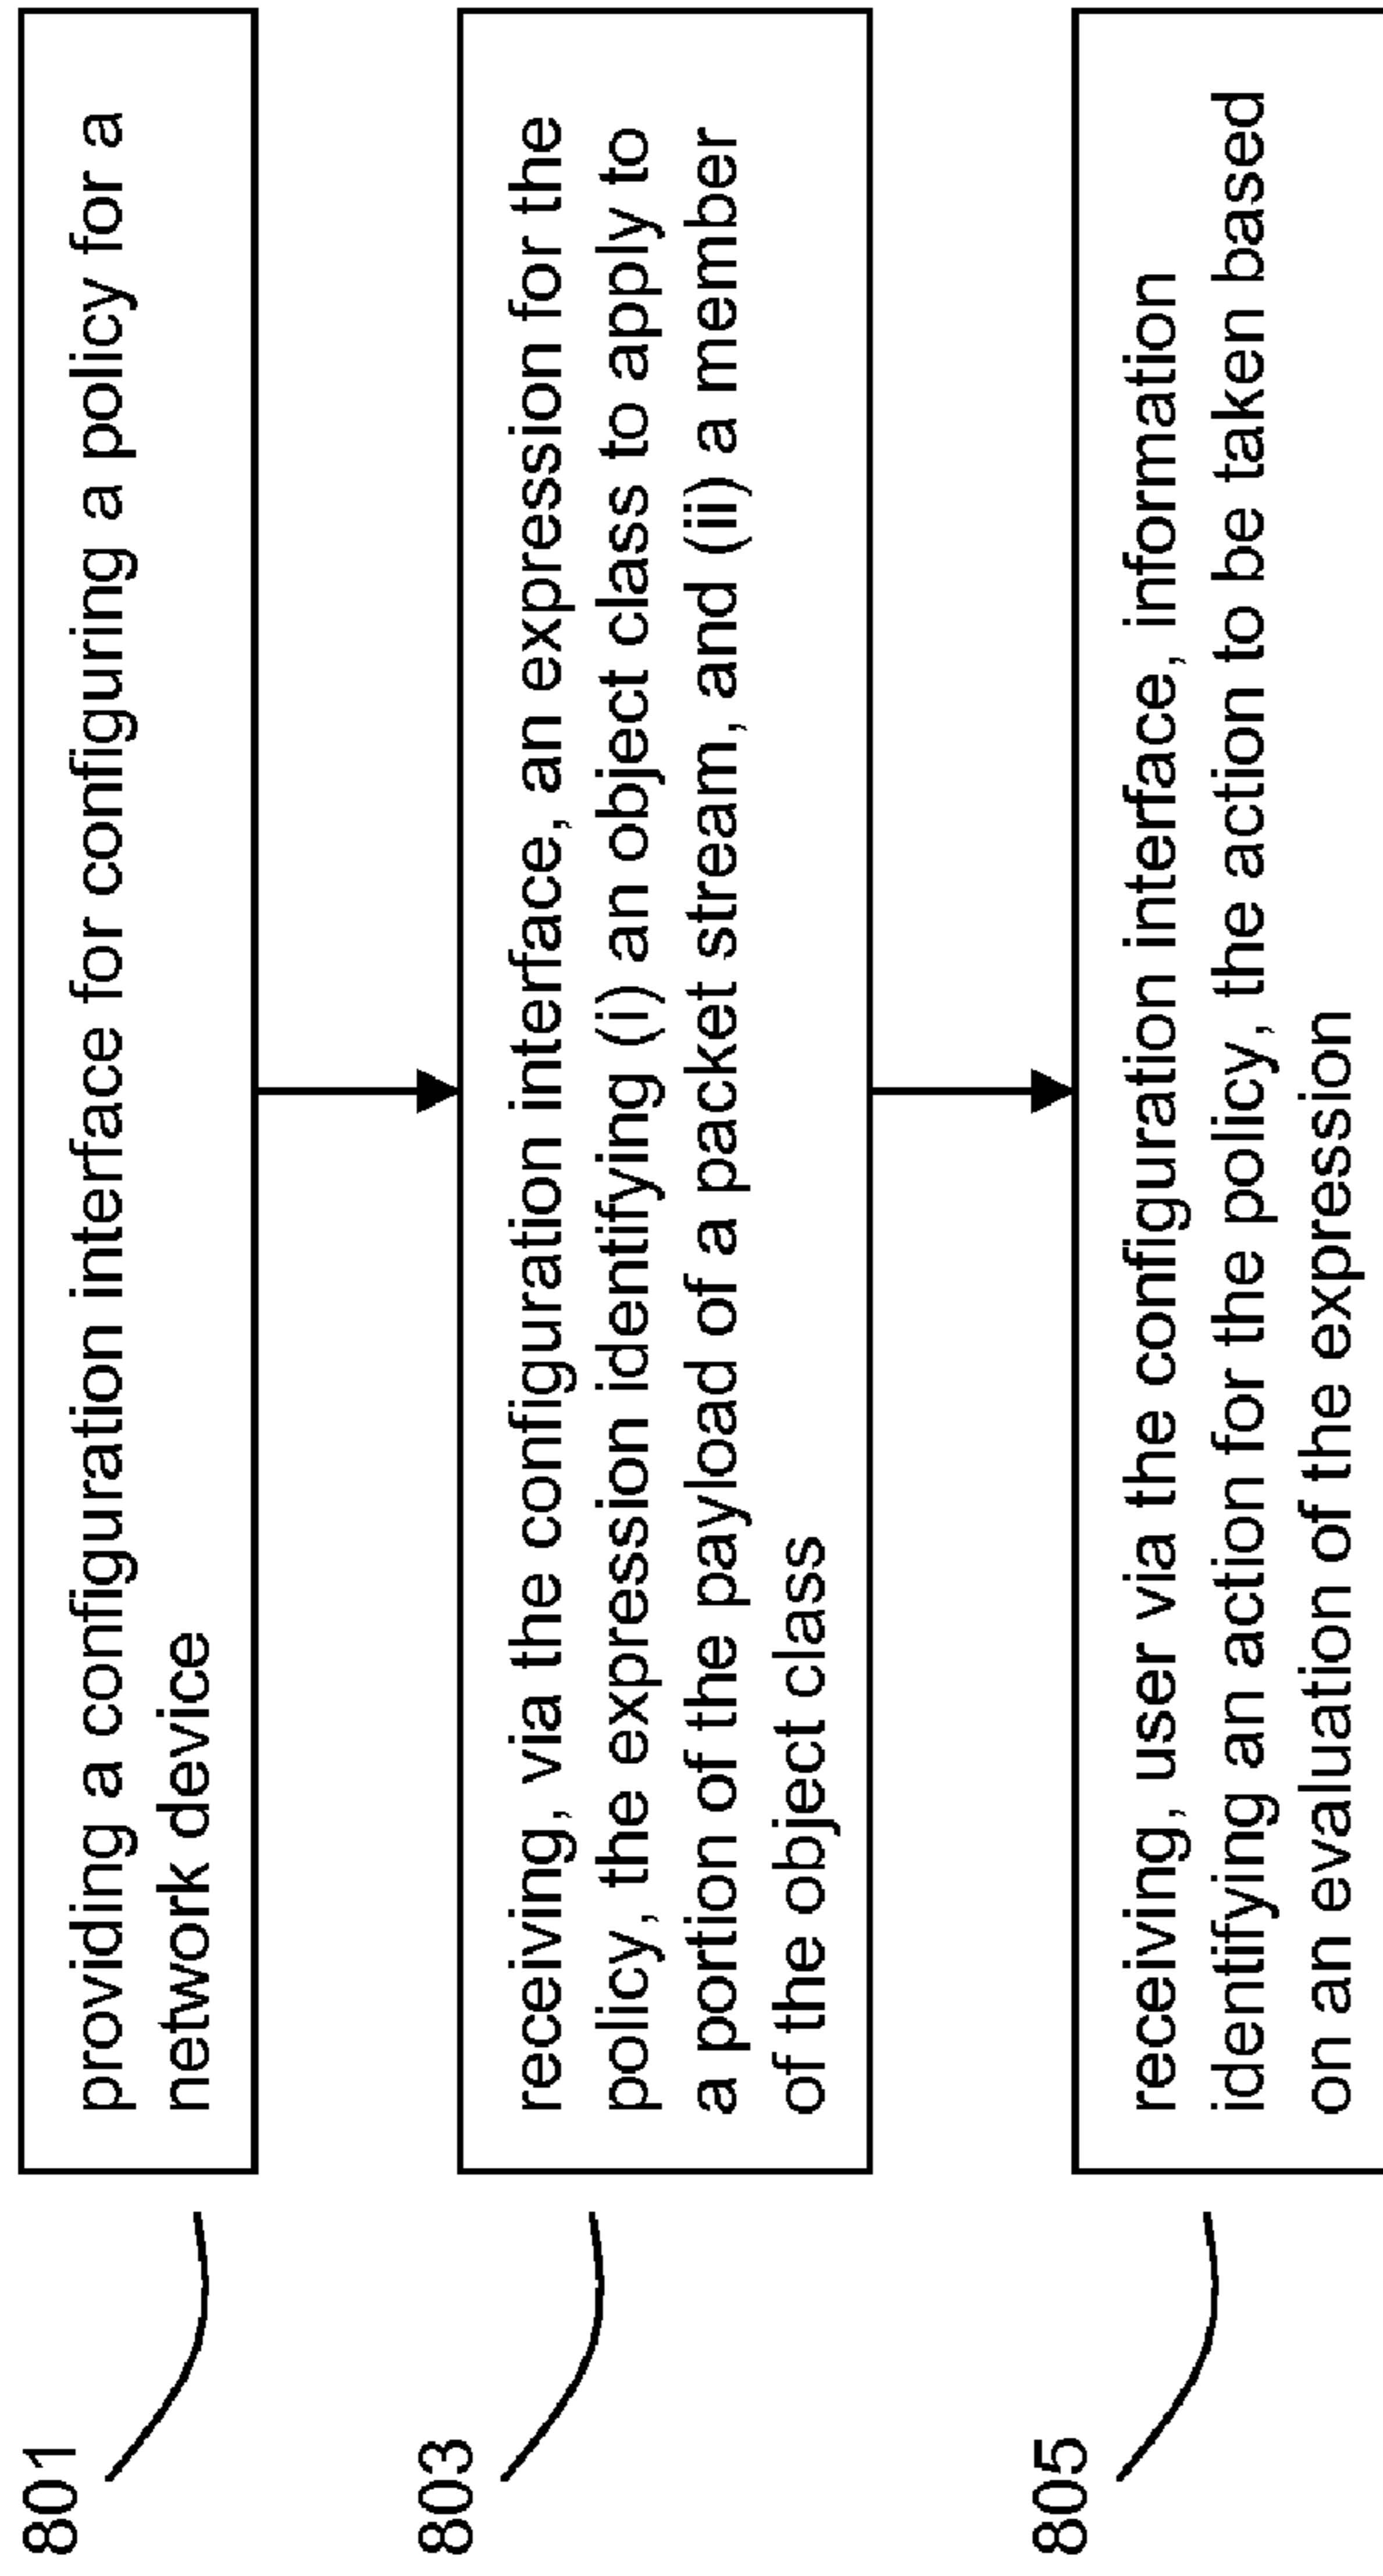 801
providing a configuration interface for configuring a policy for a
network device
803
receiving, via the configuration interface, an expression for the
policy, the expression identifying (i) an object class to apply to
a portion of the payload of a packet stream, and (ii) a member
of the object class
805
receiving, user via the configuration interface, information
identifying an action for the policy, the action to be taken based
on an evaluation of the expression